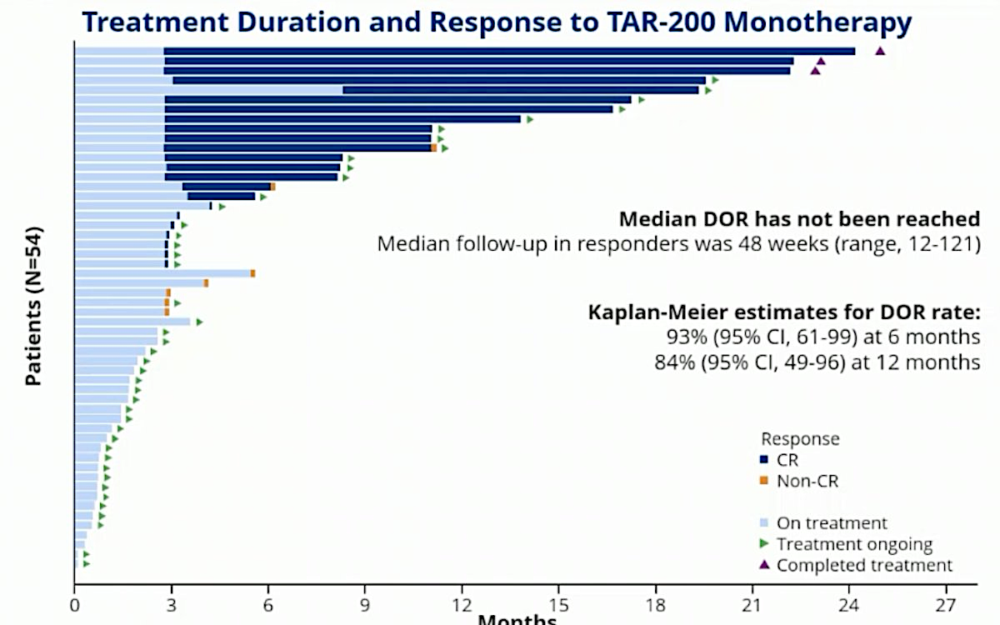 Treatment Duration and Response to TAR-200 Monotherapy
Patients (N=54)
Median DOR has not been reached
Median follow-up in responders was 48 weeks (range, 12-121)
Kaplan-Meier estimates for DOR rate:
93% (95% CI, 61-99) at 6 months
84% (95% CI, 49-96) at 12 months
Response
CR
Non-CR
On treatment
Treatment ongoing
Completed treatment
0 3 6 9 12 15 18 21 24 27
Months